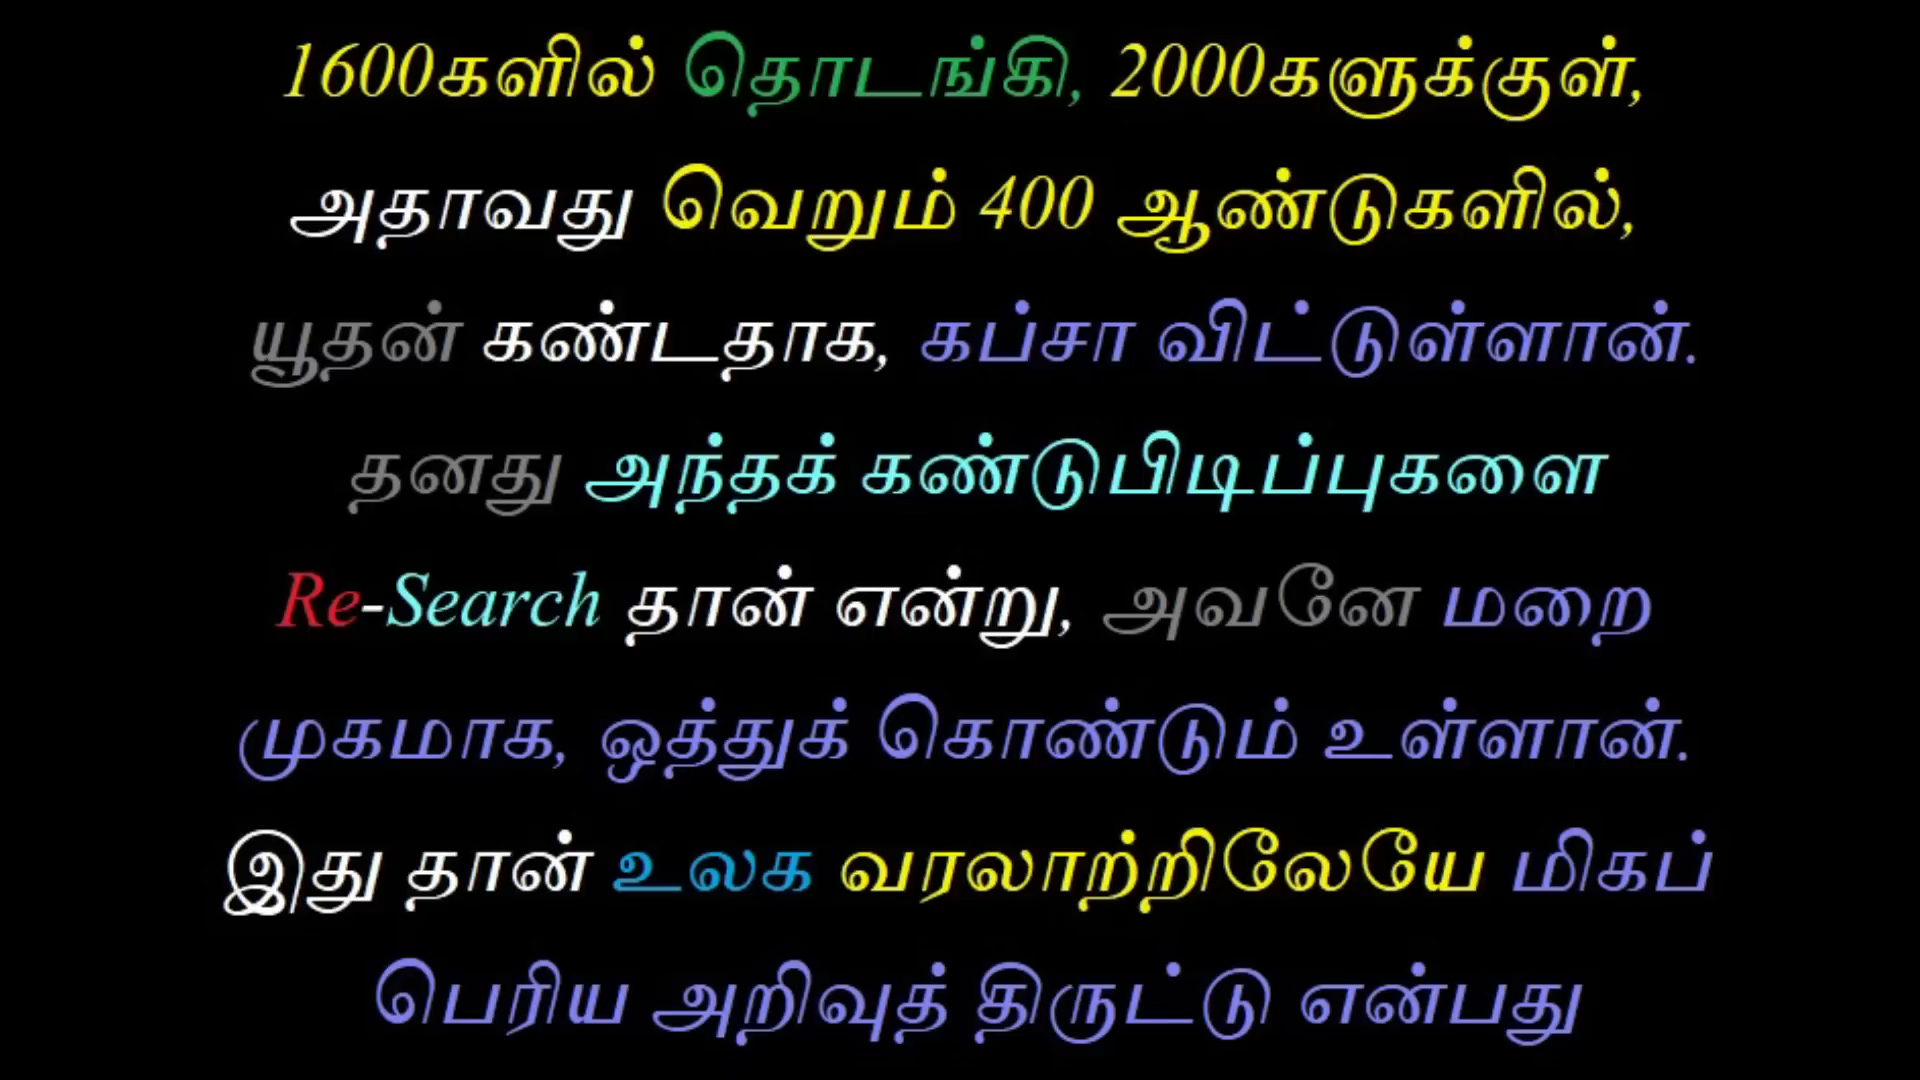 1600களில் தொடங்கி, 2000களுக்குள்,
அதாவது வெறும் 400 ஆண்டுகளில்,
யூதன் கண்டதாக, கப்சா விட்டுள்ளான்.
தனது அந்தக் கண்டுபிடிப்புகளை
Re-Search தான் என்று, அவனே மறை
முகமாக, ஒத்துக் கொண்டும் உள்ளான்.
இது தான் உலக வரலாற்றிலேயே மிகப்
பெரிய அறிவுத் திருட்டு என்பது